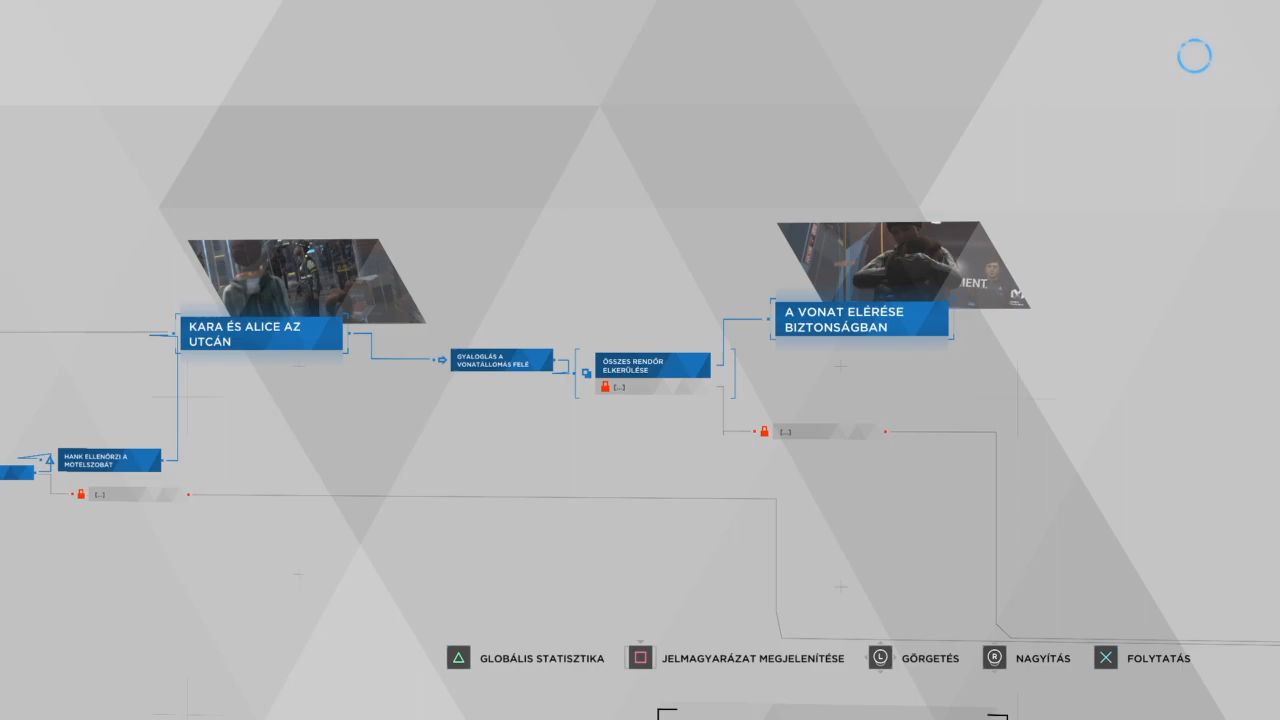 MENT
KARA ÉS ALICE AZ
UTCÁN
A VONAT ELÉRÉSE
BIZTONSÁGBAN
GYALOGLÁS A
VONATÁLLOMÁS FELÉ
ÖSSZES RENDŐR
ELKERÜLÉSE
[...]
[...]
HANK ELLENŐRZI A
MOTELSZOBÁT
[...]
GLOBÁLIS STATISZTIKA
JELMAGYARÁZAT MEGJELENÍTÉSE
L
GÖRGETÉS
R
NAGYÍTÁS
FOLYTATÁS